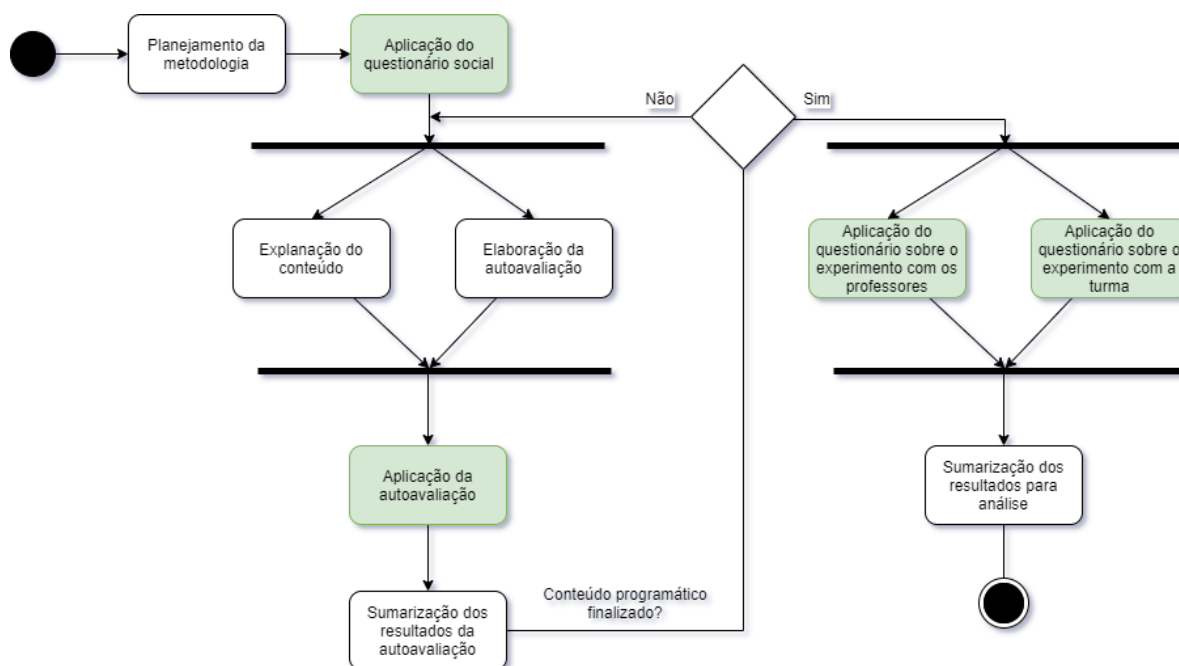 Planejamento da
metodologia
Aplicação do
questionário social
Não
Sim
Explanação do
conteúdo
Elaboração da
autoavaliação
Aplicação do
questionário sobre o
experimento com os
professores
Aplicação do
questionário sobre o
experimento com a
turma
Aplicação da
autoavaliação
Sumarização dos
resultados para
análise
Conteúdo programático
finalizado?
Sumarização dos
resultados da
autoavaliação